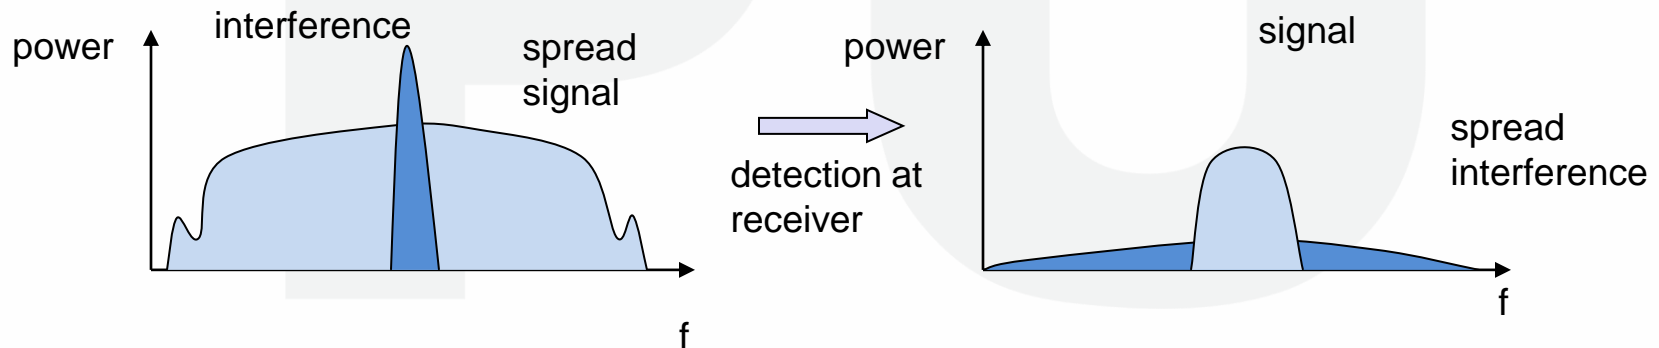 interference
power
spread
signal
detection at
receiver
f
power
signal
spread
interference
f